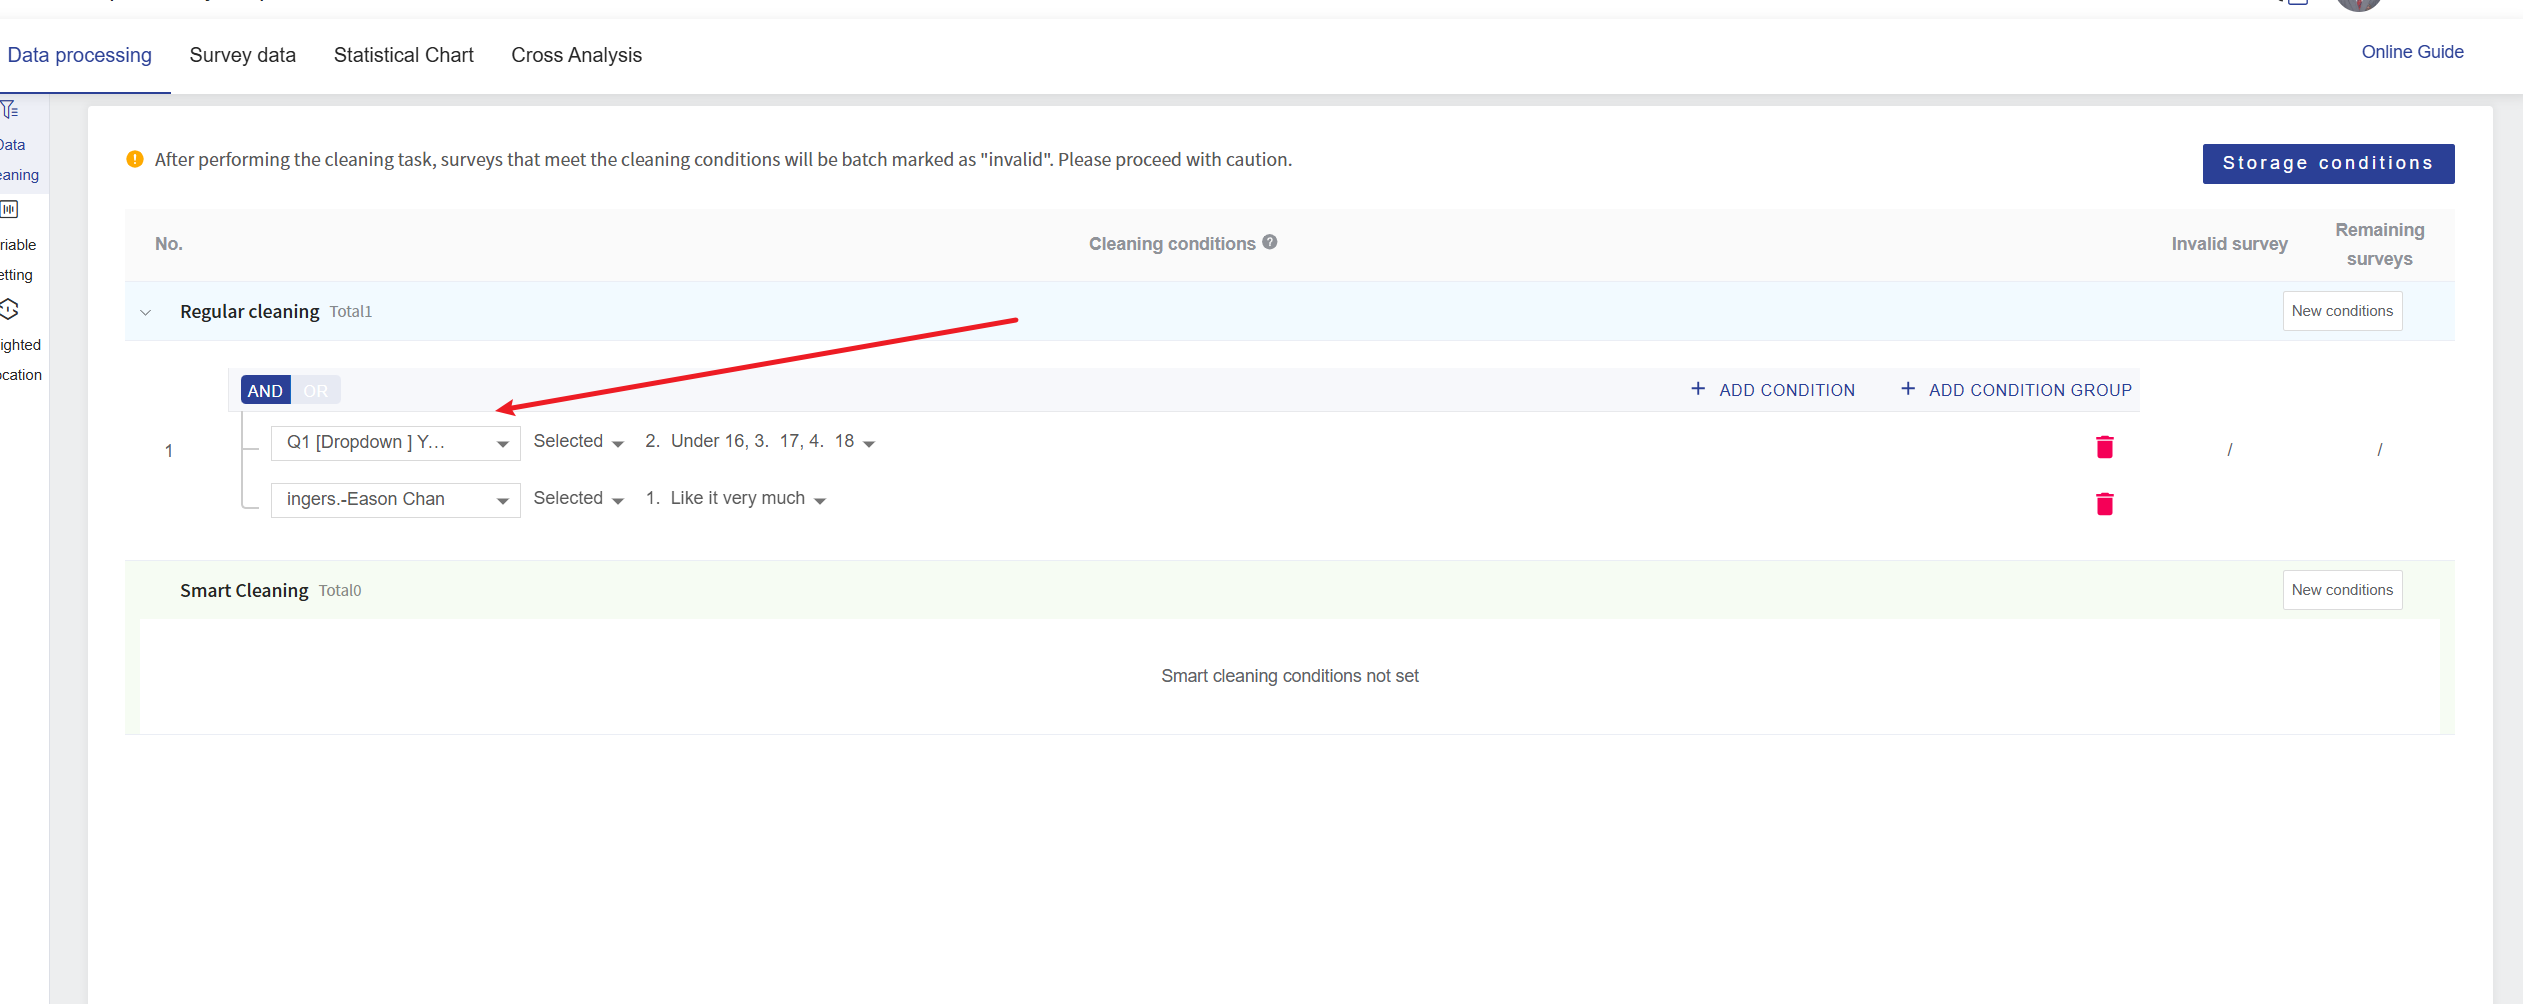 Data processing Survey data Statistical Chart Cross Analysis Online Guide
Data
eaning
riable
etting
ighted
ocation
After performing the cleaning task, surveys that meet the cleaning conditions will be batch marked as "invalid". Please proceed with caution.
Storage conditions
No. Cleaning conditions Invalid survey Remaining surveys
Regular cleaning Total1 New conditions
AND OR + ADD CONDITION + ADD CONDITION GROUP
1
Q1 [Dropdown ] Y... Selected 2. Under 16, 3. 17, 4. 18
/ /
ingers.-Eason Chan Selected 1. Like it very much
Smart Cleaning Total0 New conditions
Smart cleaning conditions not set